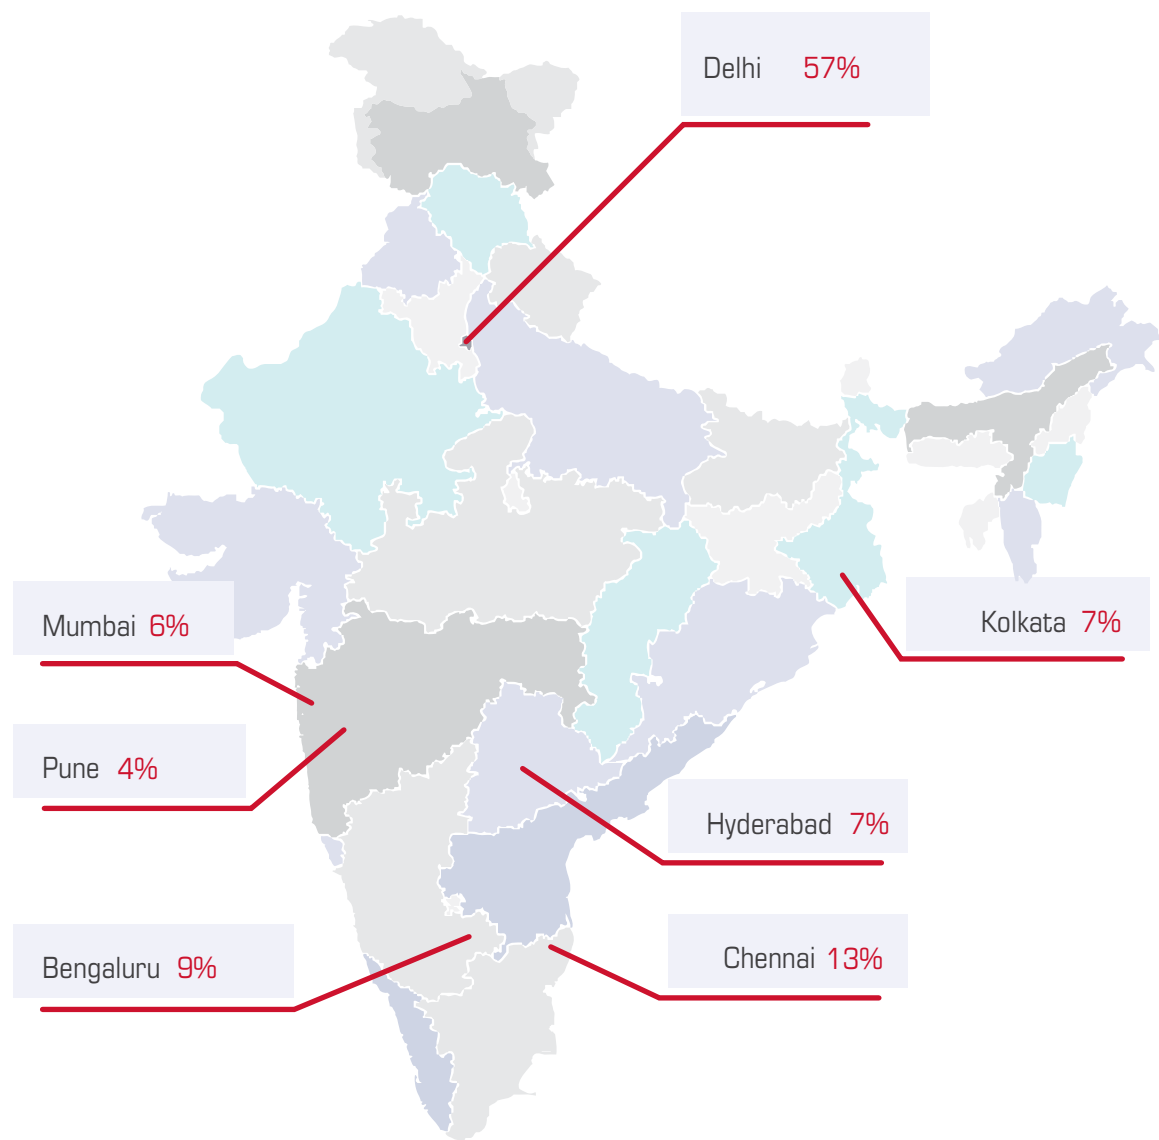 Delhi 57%
Mumbai 6%
Kolkata 7%
Pune 4%
Hyderabad 7%
Bengaluru 9%
Chennai 13%